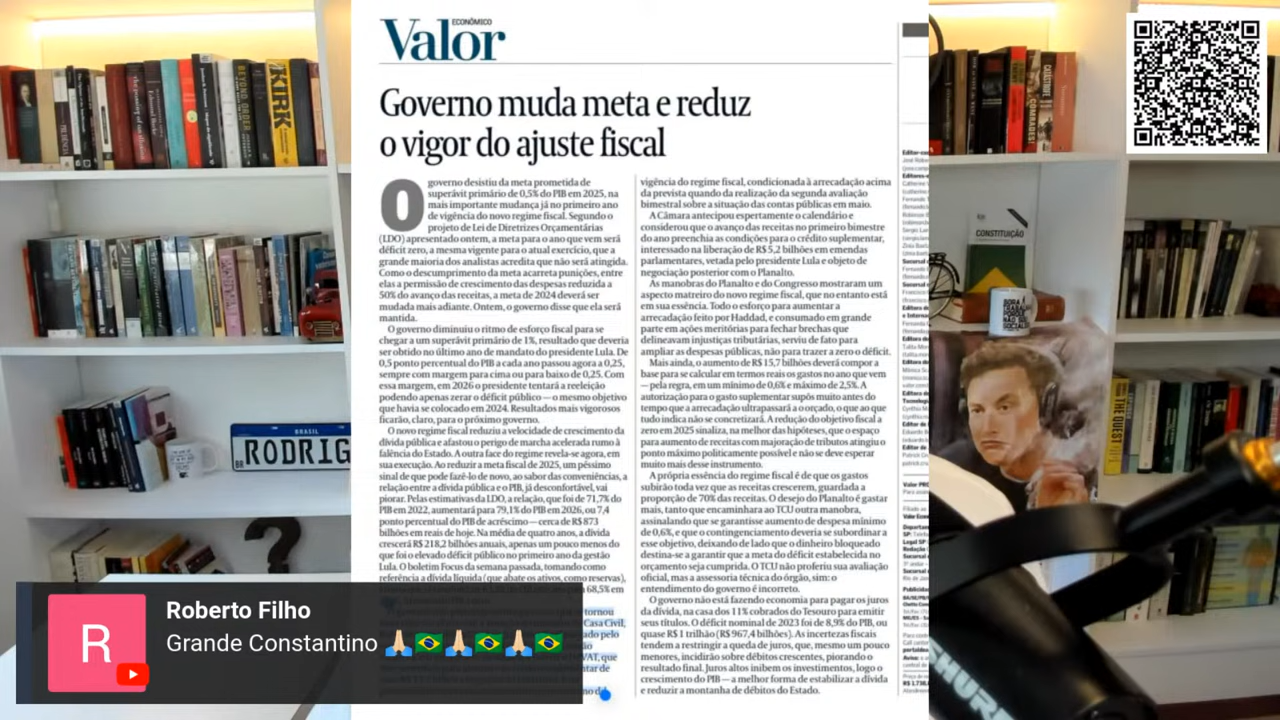 Valor
ECONÔMICO
Governo muda meta e reduz
o vigor do ajuste fiscal
O governo desistiu da meta prometida de
superávit primário de 0,5% do PIB em 2025, na
mais importante mudança já no primeiro ano
de vigência do novo regime fiscal. Segundo o
projeto de Lei de Diretrizes Orçamentárias
(LDO) apresentado ontem, a meta para o ano que vem será
déficit zero, a mesma vigente para o atual exercício, que a
grande maioria dos analistas acredita que não será atingida.
Como o descumprimento da meta acarreta punições, entre
elas a permissão de crescimento das despesas reduzida a
50% do avanço das receitas, a meta de 2024 deverá ser
mudada mais adiante. Ontem, o governo disse que ela será
mantida.
O governo diminuiu o ritmo de esforço fiscal para se
chegar a um superávit primário de 1%, resultado que deveria
ser obtido no último ano de mandato do presidente Lula. De
0,5 ponto percentual do PIB a cada ano passou agora a 0,25,
sempre com margem para cima ou para baixo de 0,25. Com
essa margem, em 2026 o presidente tentará a reeleição
podendo apenas zerar o déficit público — o mesmo objetivo
que havia se colocado em 2024. Resultados mais vigorosos
ficarão, claro, para o próximo governo.
O novo regime fiscal reduziu a velocidade de crescimento da
dívida pública e afastou o perigo de marcha acelerada rumo à
falência do Estado. A outra face do regime revela-se agora, em
sua execução. Ao reduzir a meta fiscal de 2025, um péssimo
sinal de que pode fazê-lo de novo, ao sabor das conveniências, a
relação entre a dívida pública e o PIB, já desconfortável, vai
piorar. Pelas estimativas da LDO, a relação, que foi de 71,7% do
PIB em 2022, aumentará para 79,1% do PIB em 2026, ou 7,4
ponto percentual do PIB de acréscimo — cerca de R$ 873
bilhões em reais de hoje. Na média de quatro anos, a dívida
crescerá R$ 218,2 bilhões anuais, apenas um pouco menos do
que foi o elevado déficit público no primeiro ano da gestão
Lula. O boletim Focus da semana passada, tomando como
referência a dívida líquida (que abate os ativos, como reservas),
68,5% em
tornou
Casa Civil,
ado pelo
VAT, que
tar de
vigência do regime fiscal, condicionada à arrecadação acima
da prevista quando da realização da segunda avaliação
bimestral sobre a situação das contas públicas em maio.
A Câmara antecipou espertamente o calendário e
considerou que o avanço das receitas no primeiro bimestre
do ano preenchia as condições para o crédito suplementar,
interessado na liberação de R$ 5,2 bilhões em emendas
parlamentares, vetada pelo presidente Lula e objeto de
negociação posterior com o Planalto.
As manobras do Planalto e do Congresso mostraram um
aspecto matreiro do novo regime fiscal, que no entanto está
em sua essência. Todo o esforço para aumentar a
arrecadação feito por Haddad, e consumado em grande
parte em ações meritórias para fechar brechas que
delineavam injustiças tributárias, serviu de fato para
ampliar as despesas públicas, não para trazer a zero o déficit.
Mais ainda, o aumento de R$ 15,7 bilhões deverá compor a
base para se calcular em termos reais os gastos no ano que vem
— pela regra, em um mínimo de 0,6% e máximo de 2,5%. A
autorização para o gasto suplementar supôs muito antes do
tempo que a arrecadação ultrapassará a o orçado, o que ao que
tudo indica não se concretizará. A redução do objetivo fiscal a
zero em 2025 sinaliza, na melhor das hipóteses, que o espaço
para aumento de receitas com majoração de tributos atingiu o
ponto máximo politicamente possível e não se deve esperar
muito mais desse instrumento.
A própria essência do regime fiscal é de que os gastos
subirão toda vez que as receitas crescerem, guardada a
proporção de 70% das receitas. O desejo do Planalto é gastar
mais, tanto que encaminhara ao TCU outra manobra,
assinalando que se garantisse aumento de despesa mínimo
de 0,6%, e que o contingenciamento deveria se subordinar a
esse objetivo, deixando de lado que o dinheiro bloqueado
destina-se a garantir que a meta do déficit estabelecida no
orçamento seja cumprida. O TCU não proferiu sua avaliação
oficial, mas a assessoria técnica do órgão, sim: o
entendimento do governo é incorreto.
O governo não está fazendo economia para pagar os juros
da dívida, na casa dos 11% cobrados do Tesouro para emitir
seus títulos. O déficit nominal de 2023 foi de 8,9% do PIB, ou
quase R$ 1 trilhão (R$ 967,4 bilhões). As incertezas fiscais
tendem a restringir a queda de juros, que, mesmo um pouco
menores, incidirão sobre débitos crescentes, piorando o
resultado final. Juros altos inibem os investimentos, logo o
crescimento do PIB — a melhor forma de estabilizar a dívida
e reduzir a montanha de débitos do Estado.
R
Roberto Filho
Grande Constantino 🙏🏻🇧🇷🙏🏻🇧🇷🙏🏻🇧🇷
BEYOND ORDER
KIRK
BRASIL
BR
RODRIG
CONSTITUIÇÃO
COMRADES!
THE QUEST
SHURE